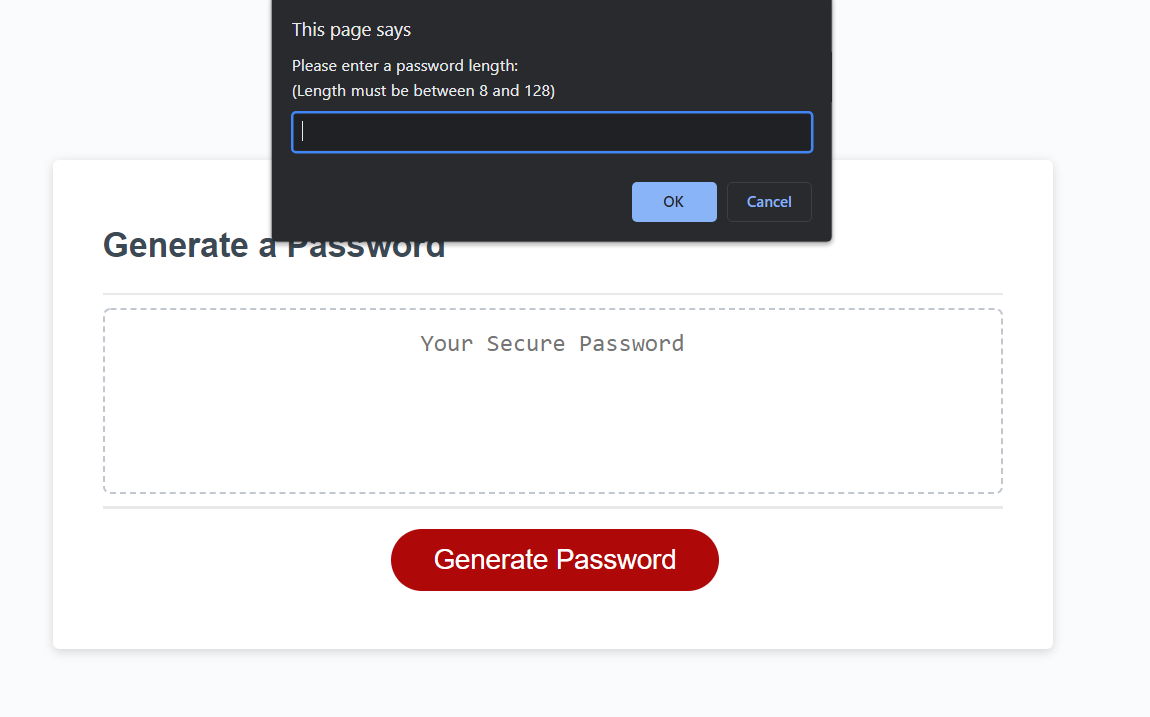 This page says
Please enter a password length:
(Length must be between 8 and 128)
OK
Cancel
Generate a Password
Your Secure Password
Generate Password